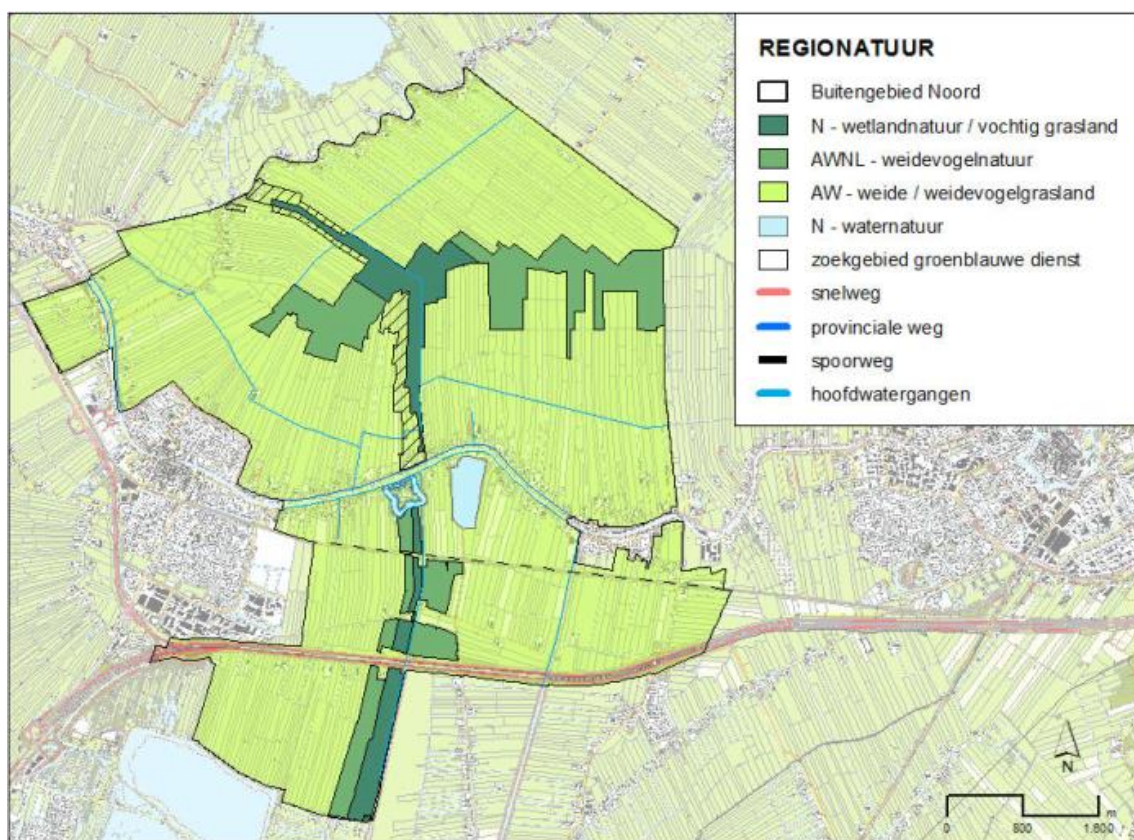 REGIONATUUR
Buitengebied Noord
N - wetlandnatuur / vochtig grasland
AWNL - weidevogelnatuur
AW - weide / weidevogelgrasland
N - waternatuur
zoekgebied groenblauwe dienst
snelweg
provinciale weg
spoorweg
hoofdwatergangen
N
m
0 800 1.600